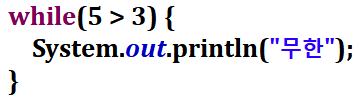 while(5 > 3) {
    System.out.println("무한");
}